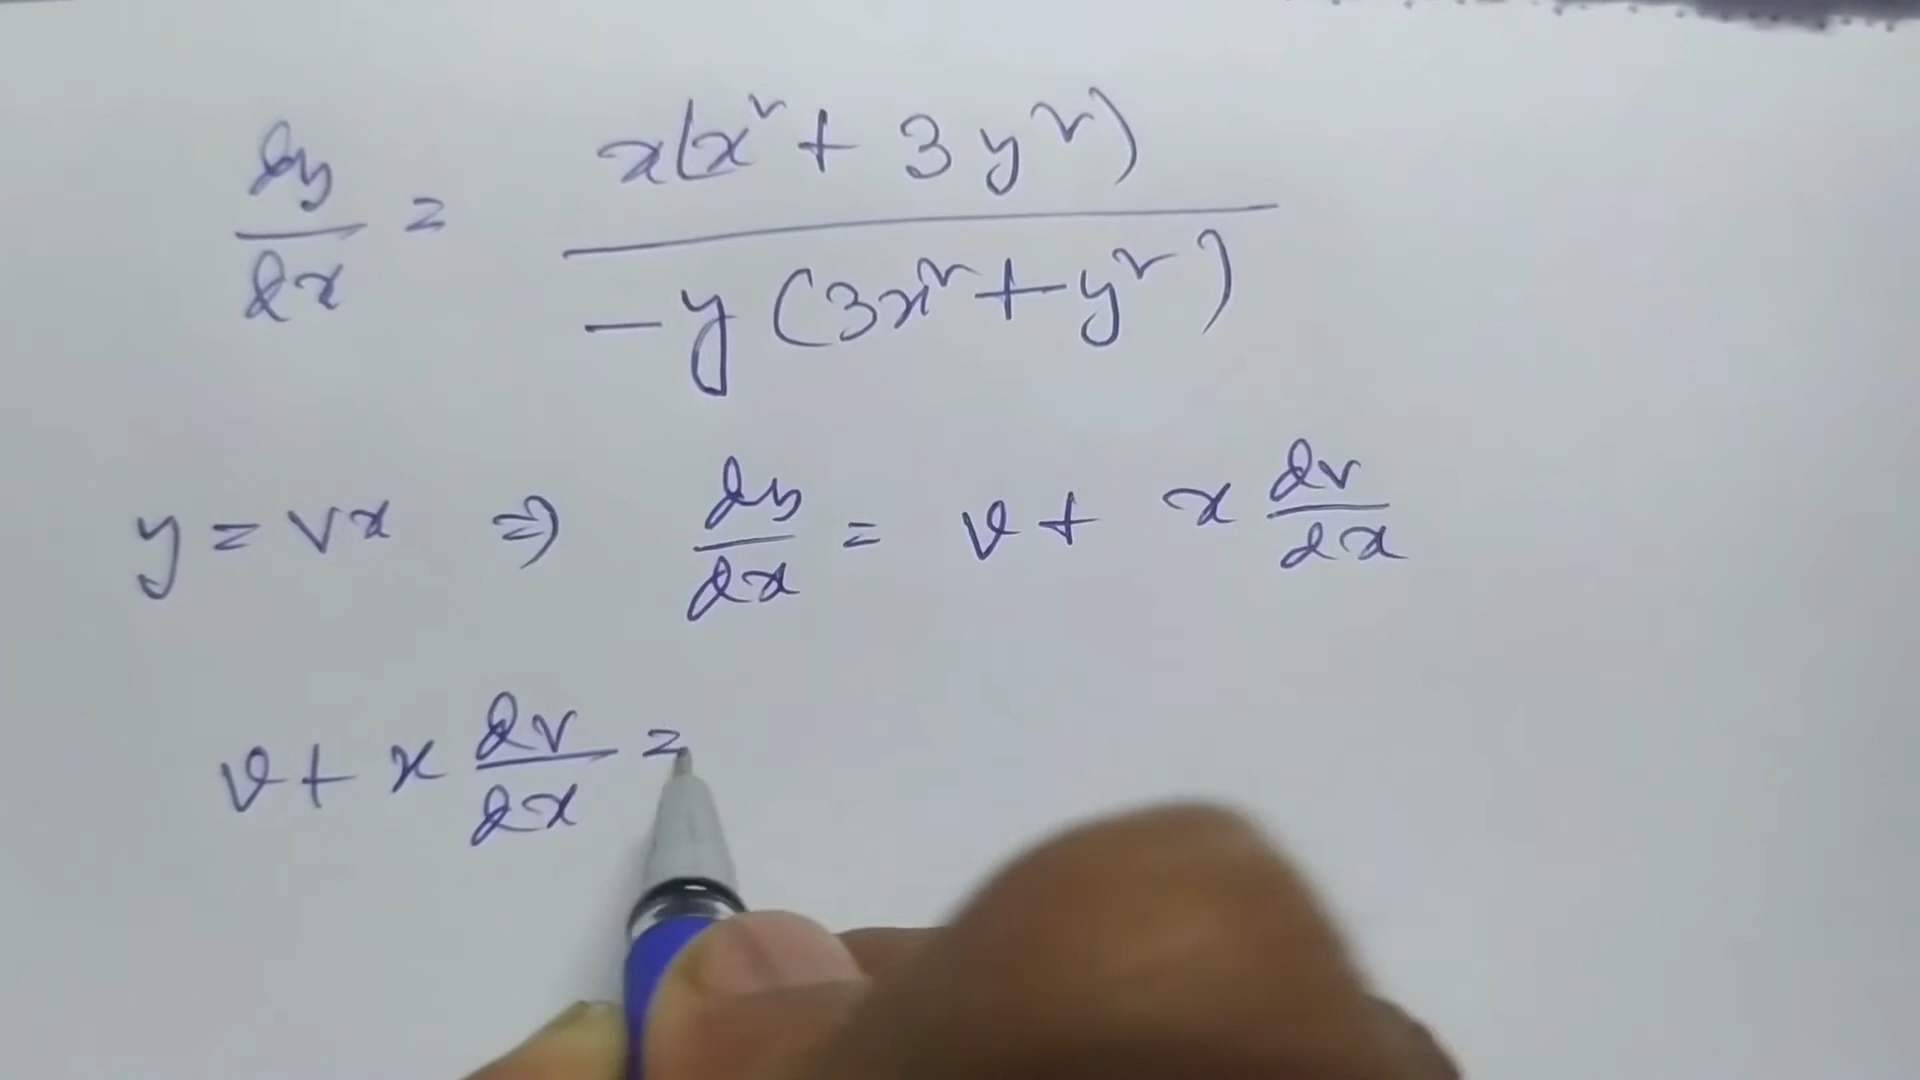 dy/dx = x(x² + 3y²) / -y(3x² + y²)
y = vx ⇒ dy/dx = v + x dv/dx
v + x dv/dx =